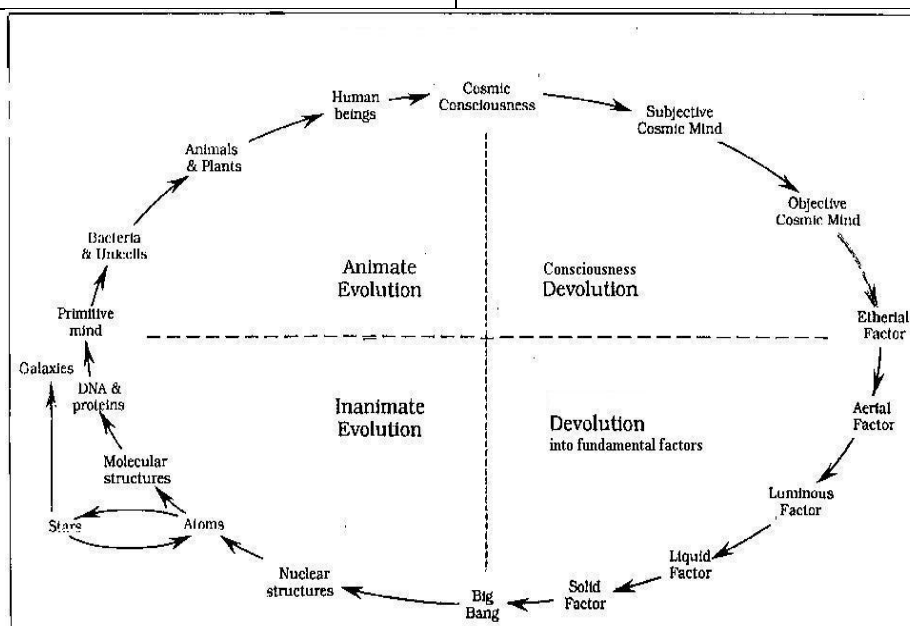 Cosmic
Consciousness
Subjective
Cosmic Mind
Objective
Cosmic Mind
Etherial
Factor
Aerial
Factor
Luminous
Factor
Liquid
Factor
Solid
Factor
Big
Bang
Nuclear
structures
Atoms
Stars
Galaxies
Molecular
structures
DNA &
proteins
Primitive
mind
Bacteria
& Unicells
Animals
& Plants
Human
beings
Animate
Evolution
Consciousness
Devolution
Inanimate
Evolution
Devolution
into fundamental factors